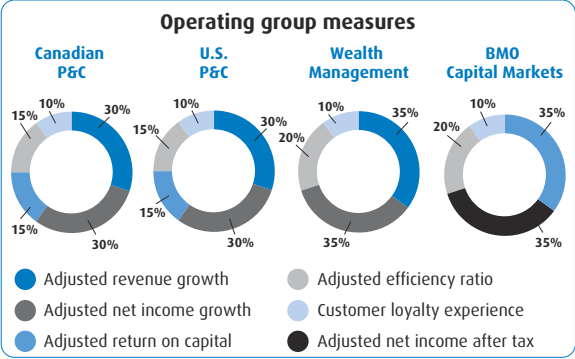 Operating group measures
Canadian
P&C
U.S.
P&C
Wealth
Management
BMO
Capital Markets
10%
30%
15%
15%
30%
10%
30%
15%
15%
30%
10%
35%
20%
35%
10%
35%
20%
35%
Adjusted revenue growth
Adjusted net income growth
Adjusted return on capital
Adjusted efficiency ratio
Customer loyalty experience
Adjusted net income after tax